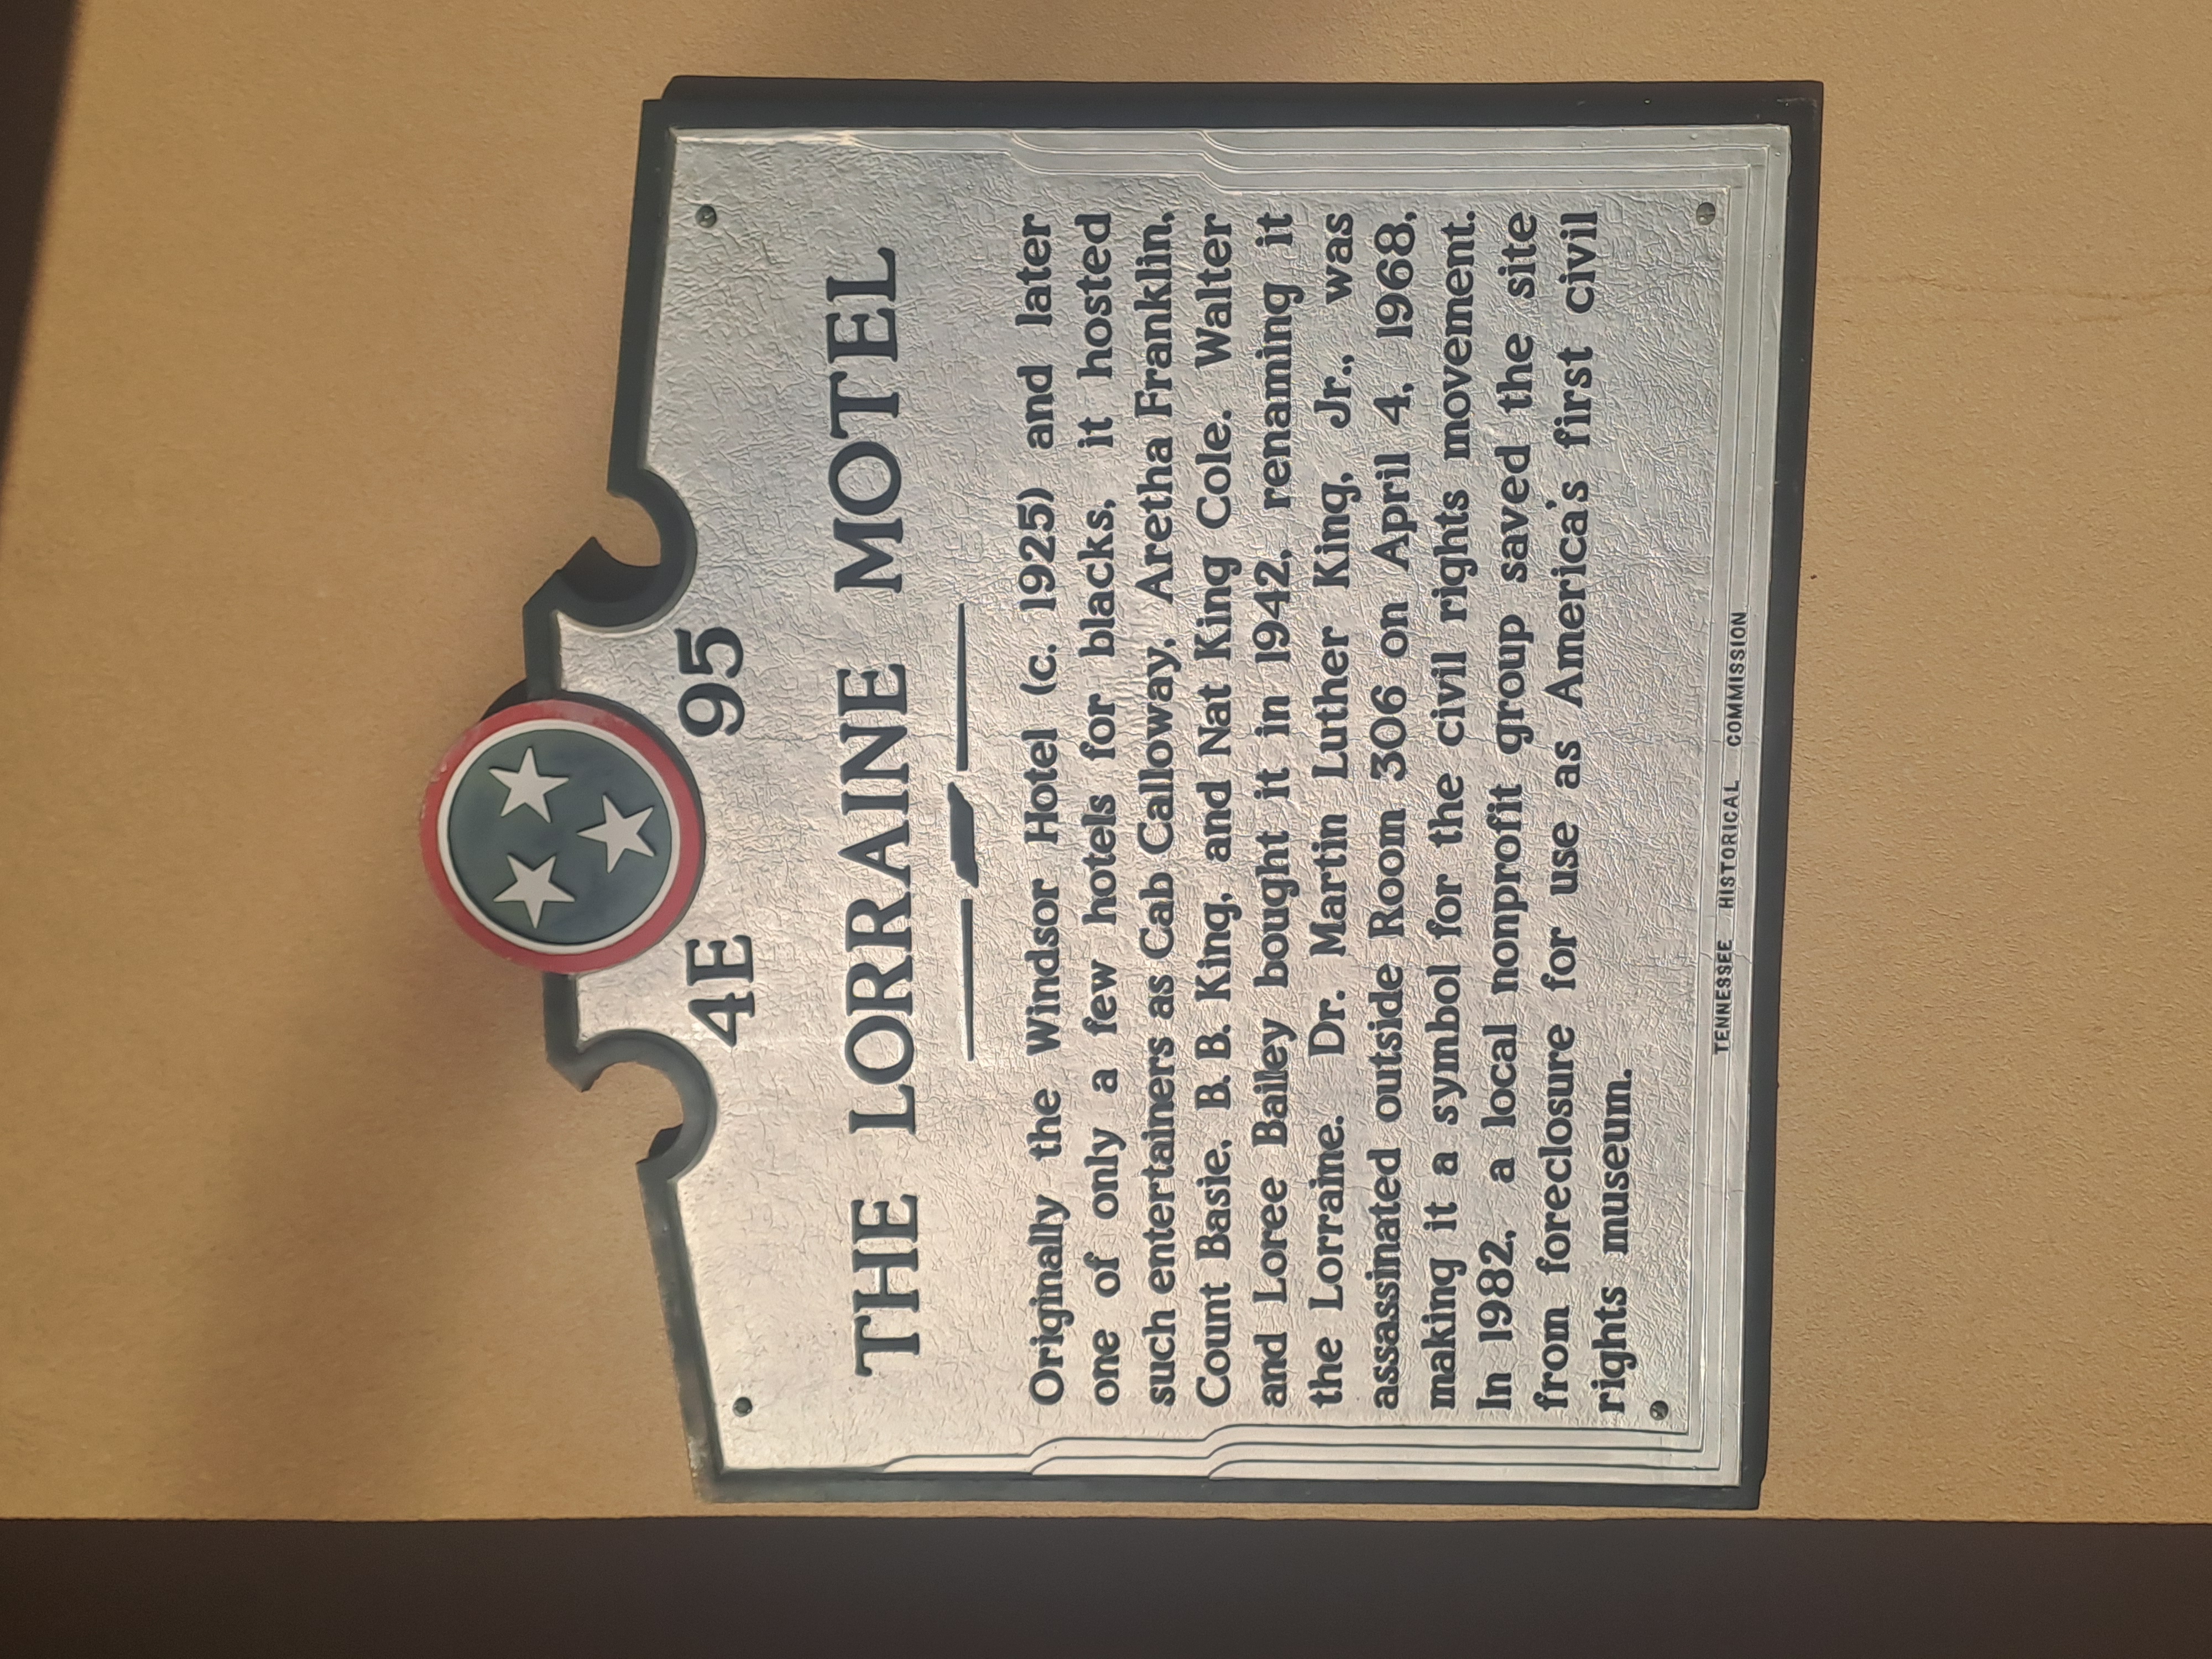 4E 95
THE LORRAINE MOTEL
Originally the Windsor Hotel (c. 1925) and later
one of only a few hotels for blacks, it hosted
such entertainers as Cab Calloway, Aretha Franklin,
Count Basie, B. B. King, and Nat King Cole. Walter
and Loree Bailey bought it in 1942, renaming it
the Lorraine. Dr. Martin Luther King, Jr., was
assassinated outside Room 306 on April 4, 1968,
making it a symbol for the civil rights movement.
In 1982, a local nonprofit group saved the site
from foreclosure for use as America's first civil
rights museum.
TENNESSEE HISTORICAL COMMISSION